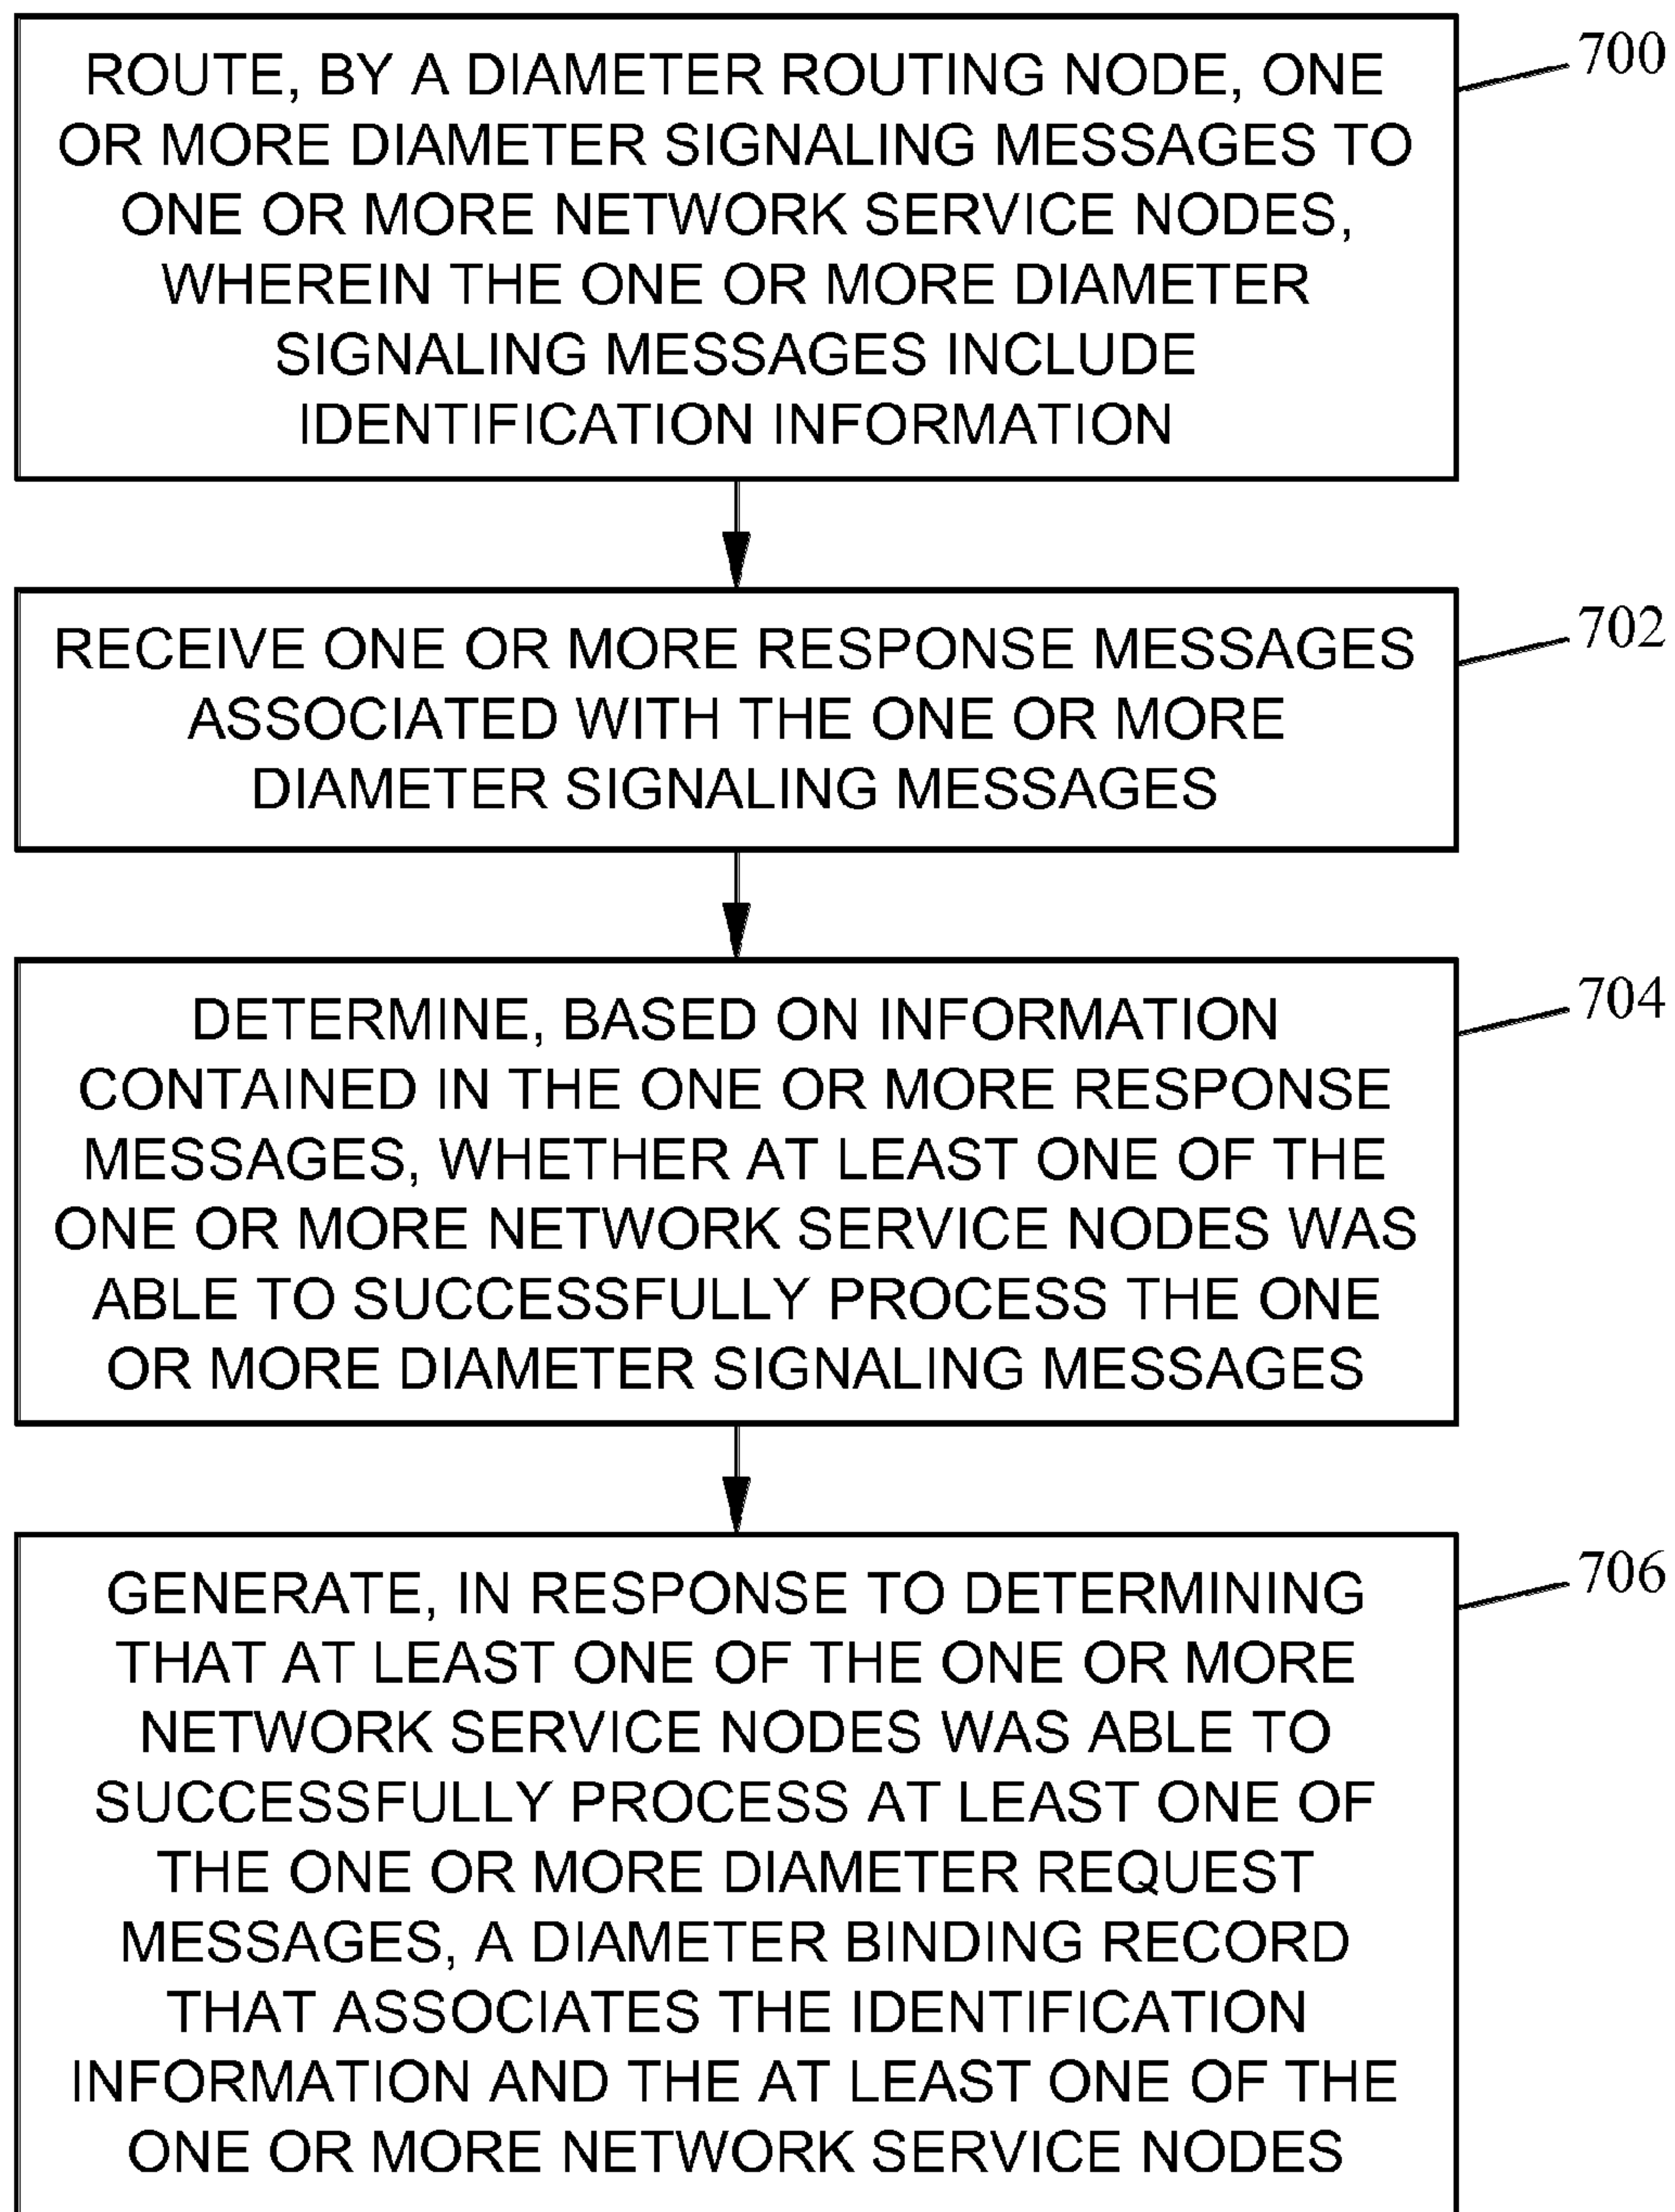 ROUTE, BY A DIAMETER ROUTING NODE, ONE
OR MORE DIAMETER SIGNALING MESSAGES TO
ONE OR MORE NETWORK SERVICE NODES,
WHEREIN THE ONE OR MORE DIAMETER
SIGNALING MESSAGES INCLUDE
IDENTIFICATION INFORMATION
700
RECEIVE ONE OR MORE RESPONSE MESSAGES
ASSOCIATED WITH THE ONE OR MORE
DIAMETER SIGNALING MESSAGES
702
DETERMINE, BASED ON INFORMATION
CONTAINED IN THE ONE OR MORE RESPONSE
MESSAGES, WHETHER AT LEAST ONE OF THE
ONE OR MORE NETWORK SERVICE NODES WAS
ABLE TO SUCCESSFULLY PROCESS THE ONE
OR MORE DIAMETER SIGNALING MESSAGES
704
GENERATE, IN RESPONSE TO DETERMINING
THAT AT LEAST ONE OF THE ONE OR MORE
NETWORK SERVICE NODES WAS ABLE TO
SUCCESSFULLY PROCESS AT LEAST ONE OF
THE ONE OR MORE DIAMETER REQUEST
MESSAGES, A DIAMETER BINDING RECORD
THAT ASSOCIATES THE IDENTIFICATION
INFORMATION AND THE AT LEAST ONE OF THE
ONE OR MORE NETWORK SERVICE NODES
706